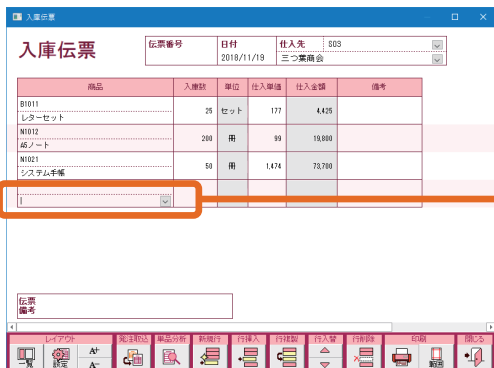 入庫伝票
入庫伝票
伝票番号 日付 仕入先 S03
2018/11/19 三つ葉商会
商品 入庫数 単位 仕入単価 仕入金額 備考
B1011
レターセット 25 セット 177 4,425
N1012
A5ノート 200 冊 99 19,800
N1021
システム手帳 50 冊 1,474 73,700
伝票
備考
レイアウト 発注取込 単品分析 新規行 行挿入 行複製 行入替 行削除 印刷 閉じる
一覧 設定 A+ A- 範囲